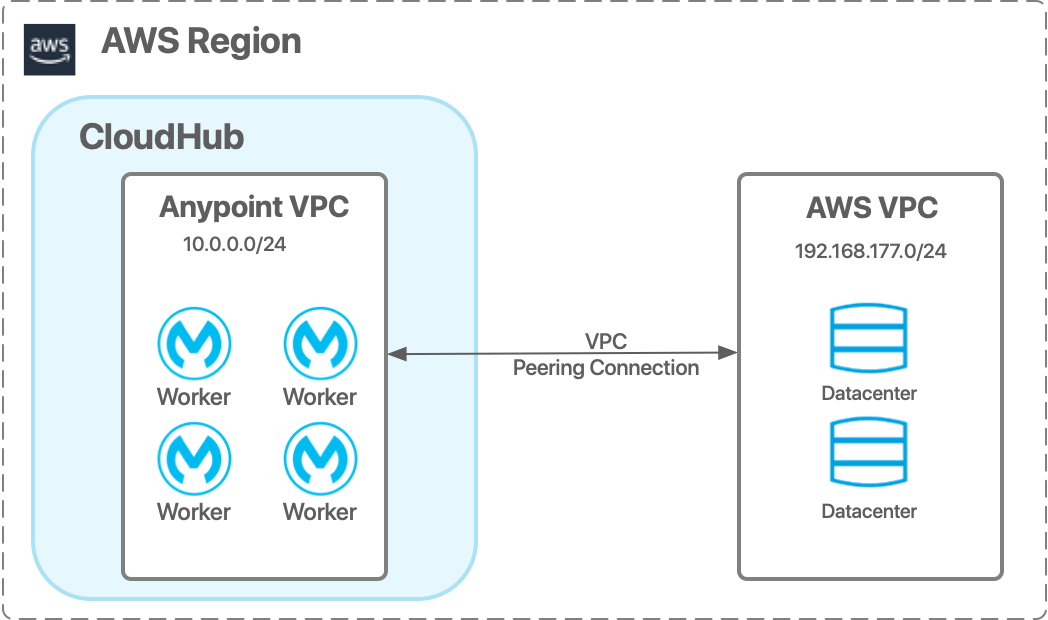 aws
AWS Region
CloudHub
Anypoint VPC
10.0.0.0/24
Worker
Worker
Worker
Worker
VPC
Peering Connection
AWS VPC
192.168.177.0/24
Datacenter
Datacenter